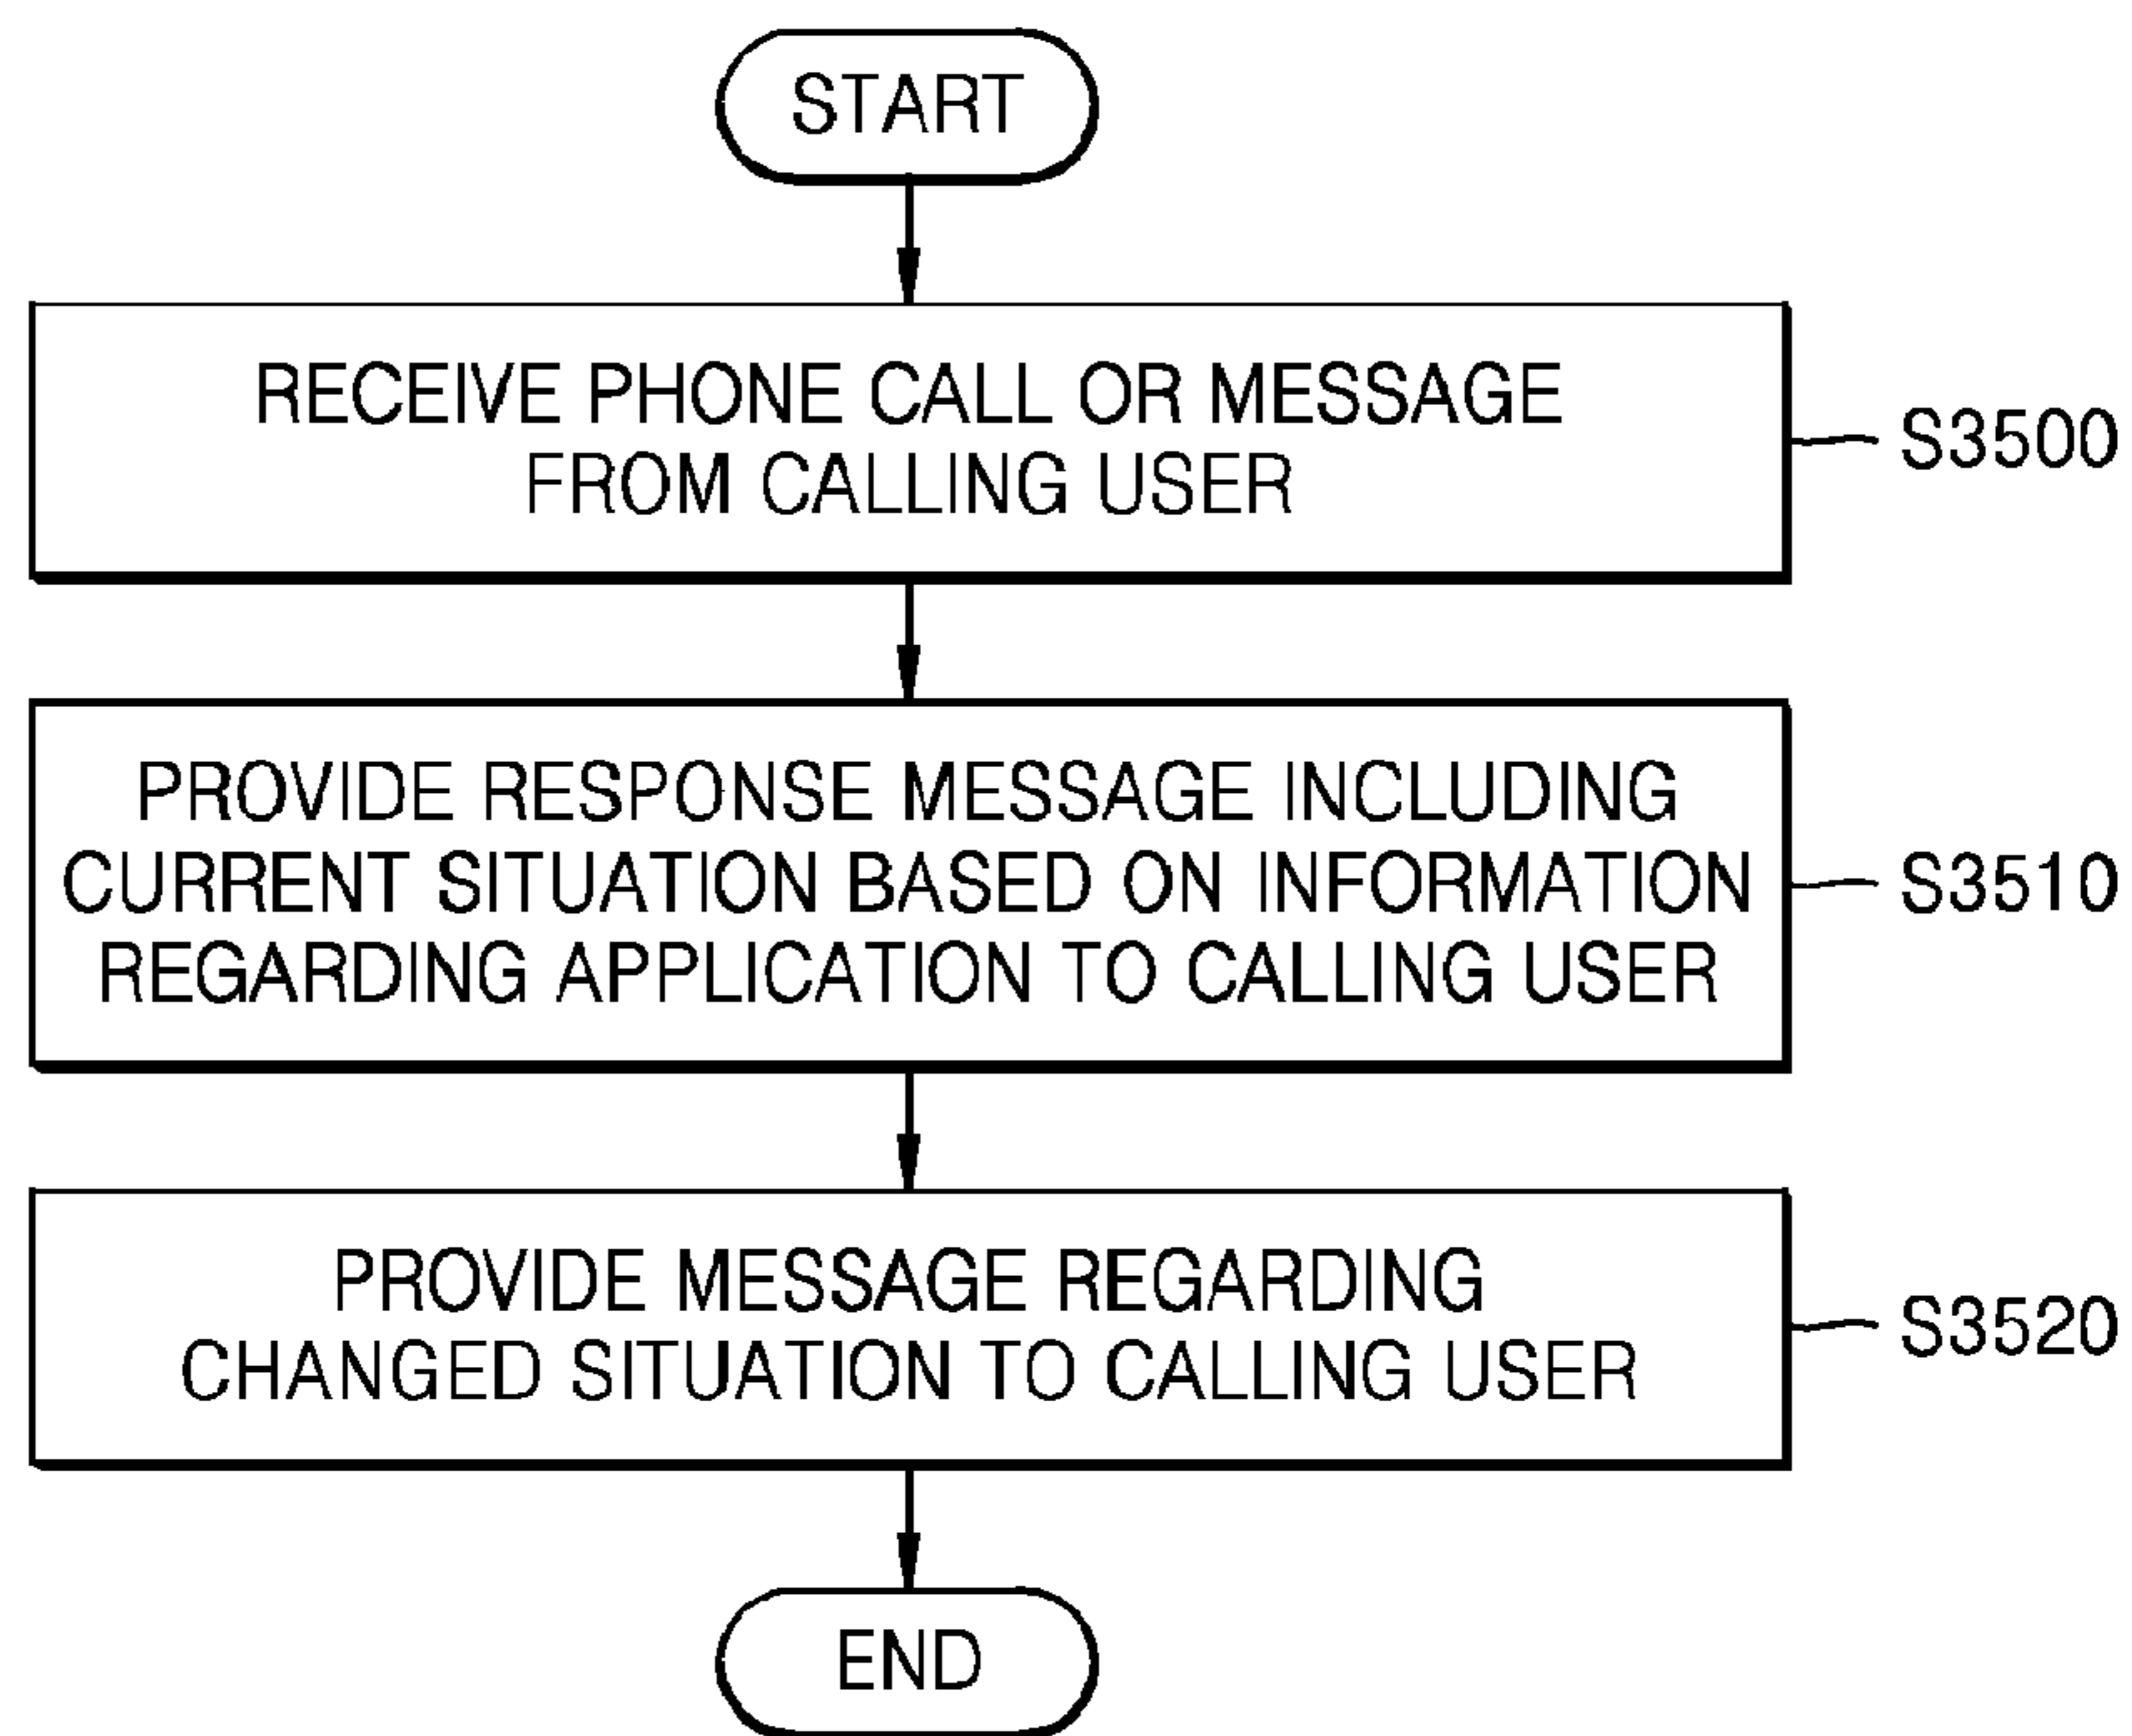 START
RECEIVE PHONE CALL OR MESSAGE
FROM CALLING USER
S3500
PROVIDE RESPONSE MESSAGE INCLUDING
CURRENT SITUATION BASED ON INFORMATION
REGARDING APPLICATION TO CALLING USER
S3510
PROVIDE MESSAGE REGARDING
CHANGED SITUATION TO CALLING USER
S3520
END